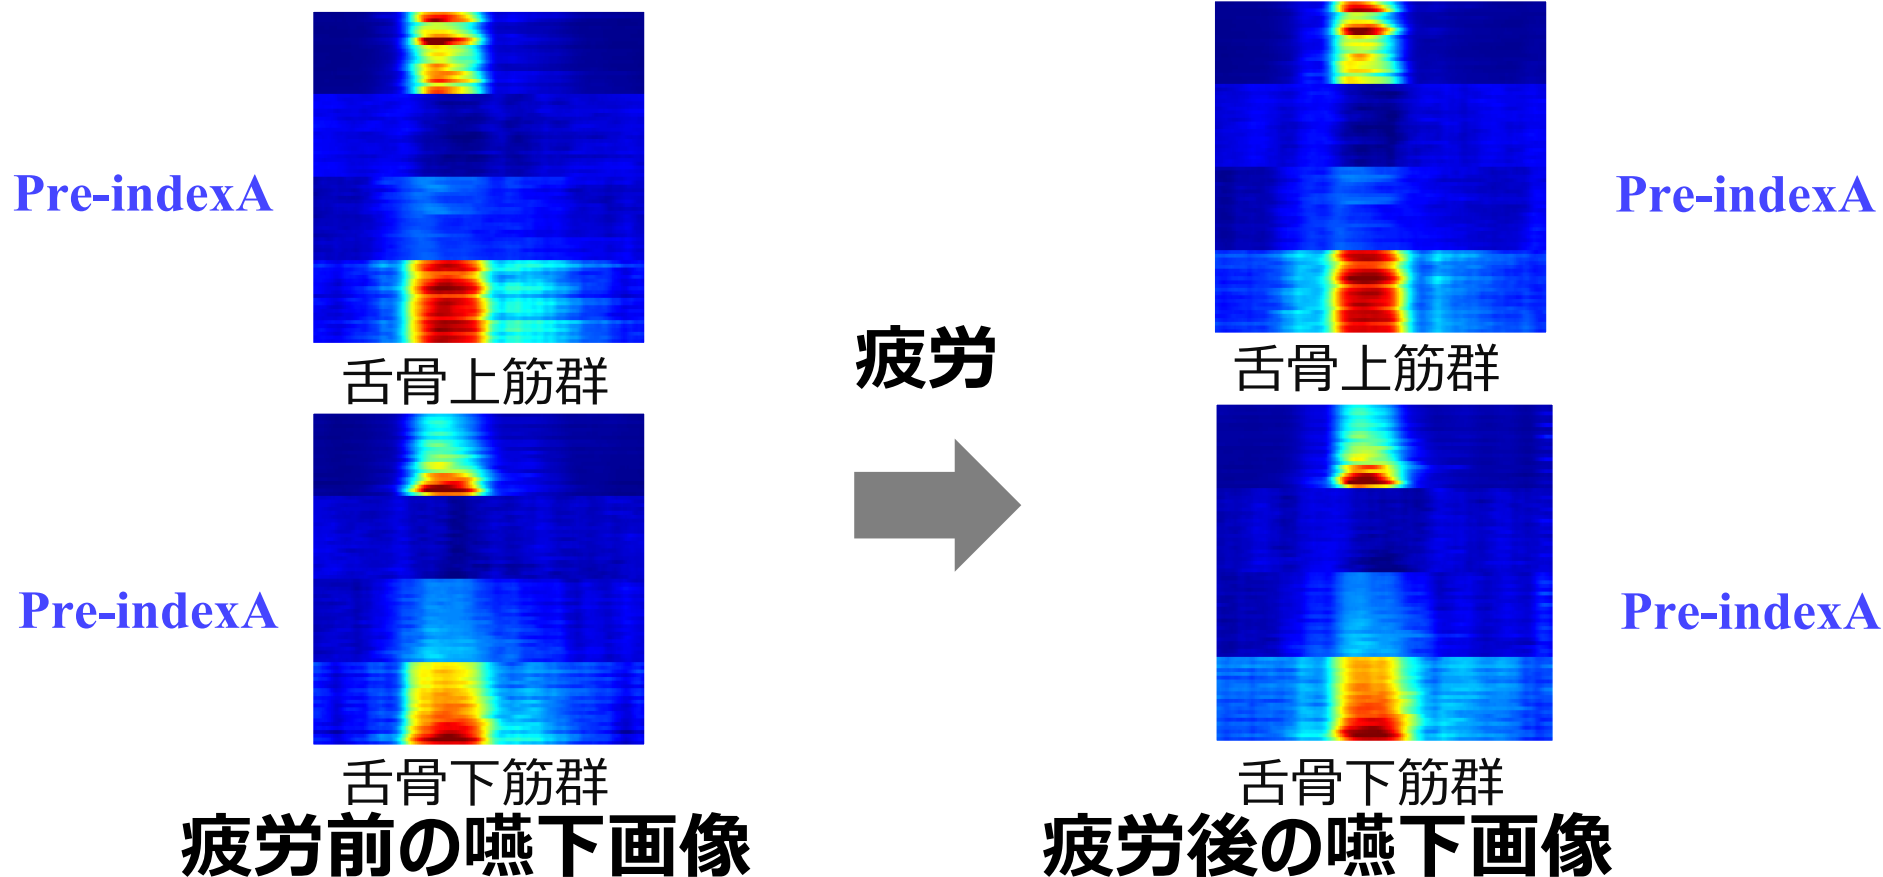 Pre-indexA
舌骨上筋群
Pre-indexA
舌骨下筋群
疲労前の嚥下画像
疲労
Pre-indexA
舌骨上筋群
Pre-indexA
舌骨下筋群
疲労後の嚥下画像